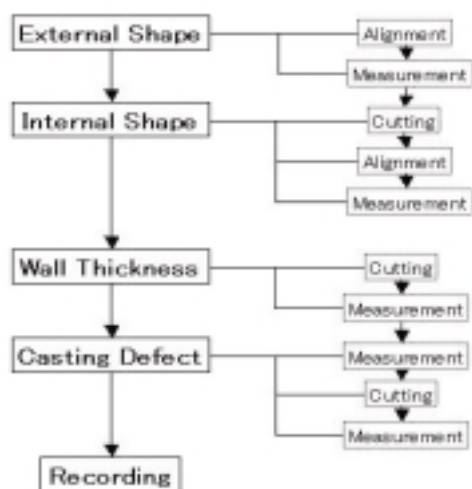 External Shape
Alignment
Measurement
Internal Shape
Cutting
Alignment
Measurement
Wall Thickness
Cutting
Measurement
Casting Defect
Measurement
Cutting
Measurement
Recording